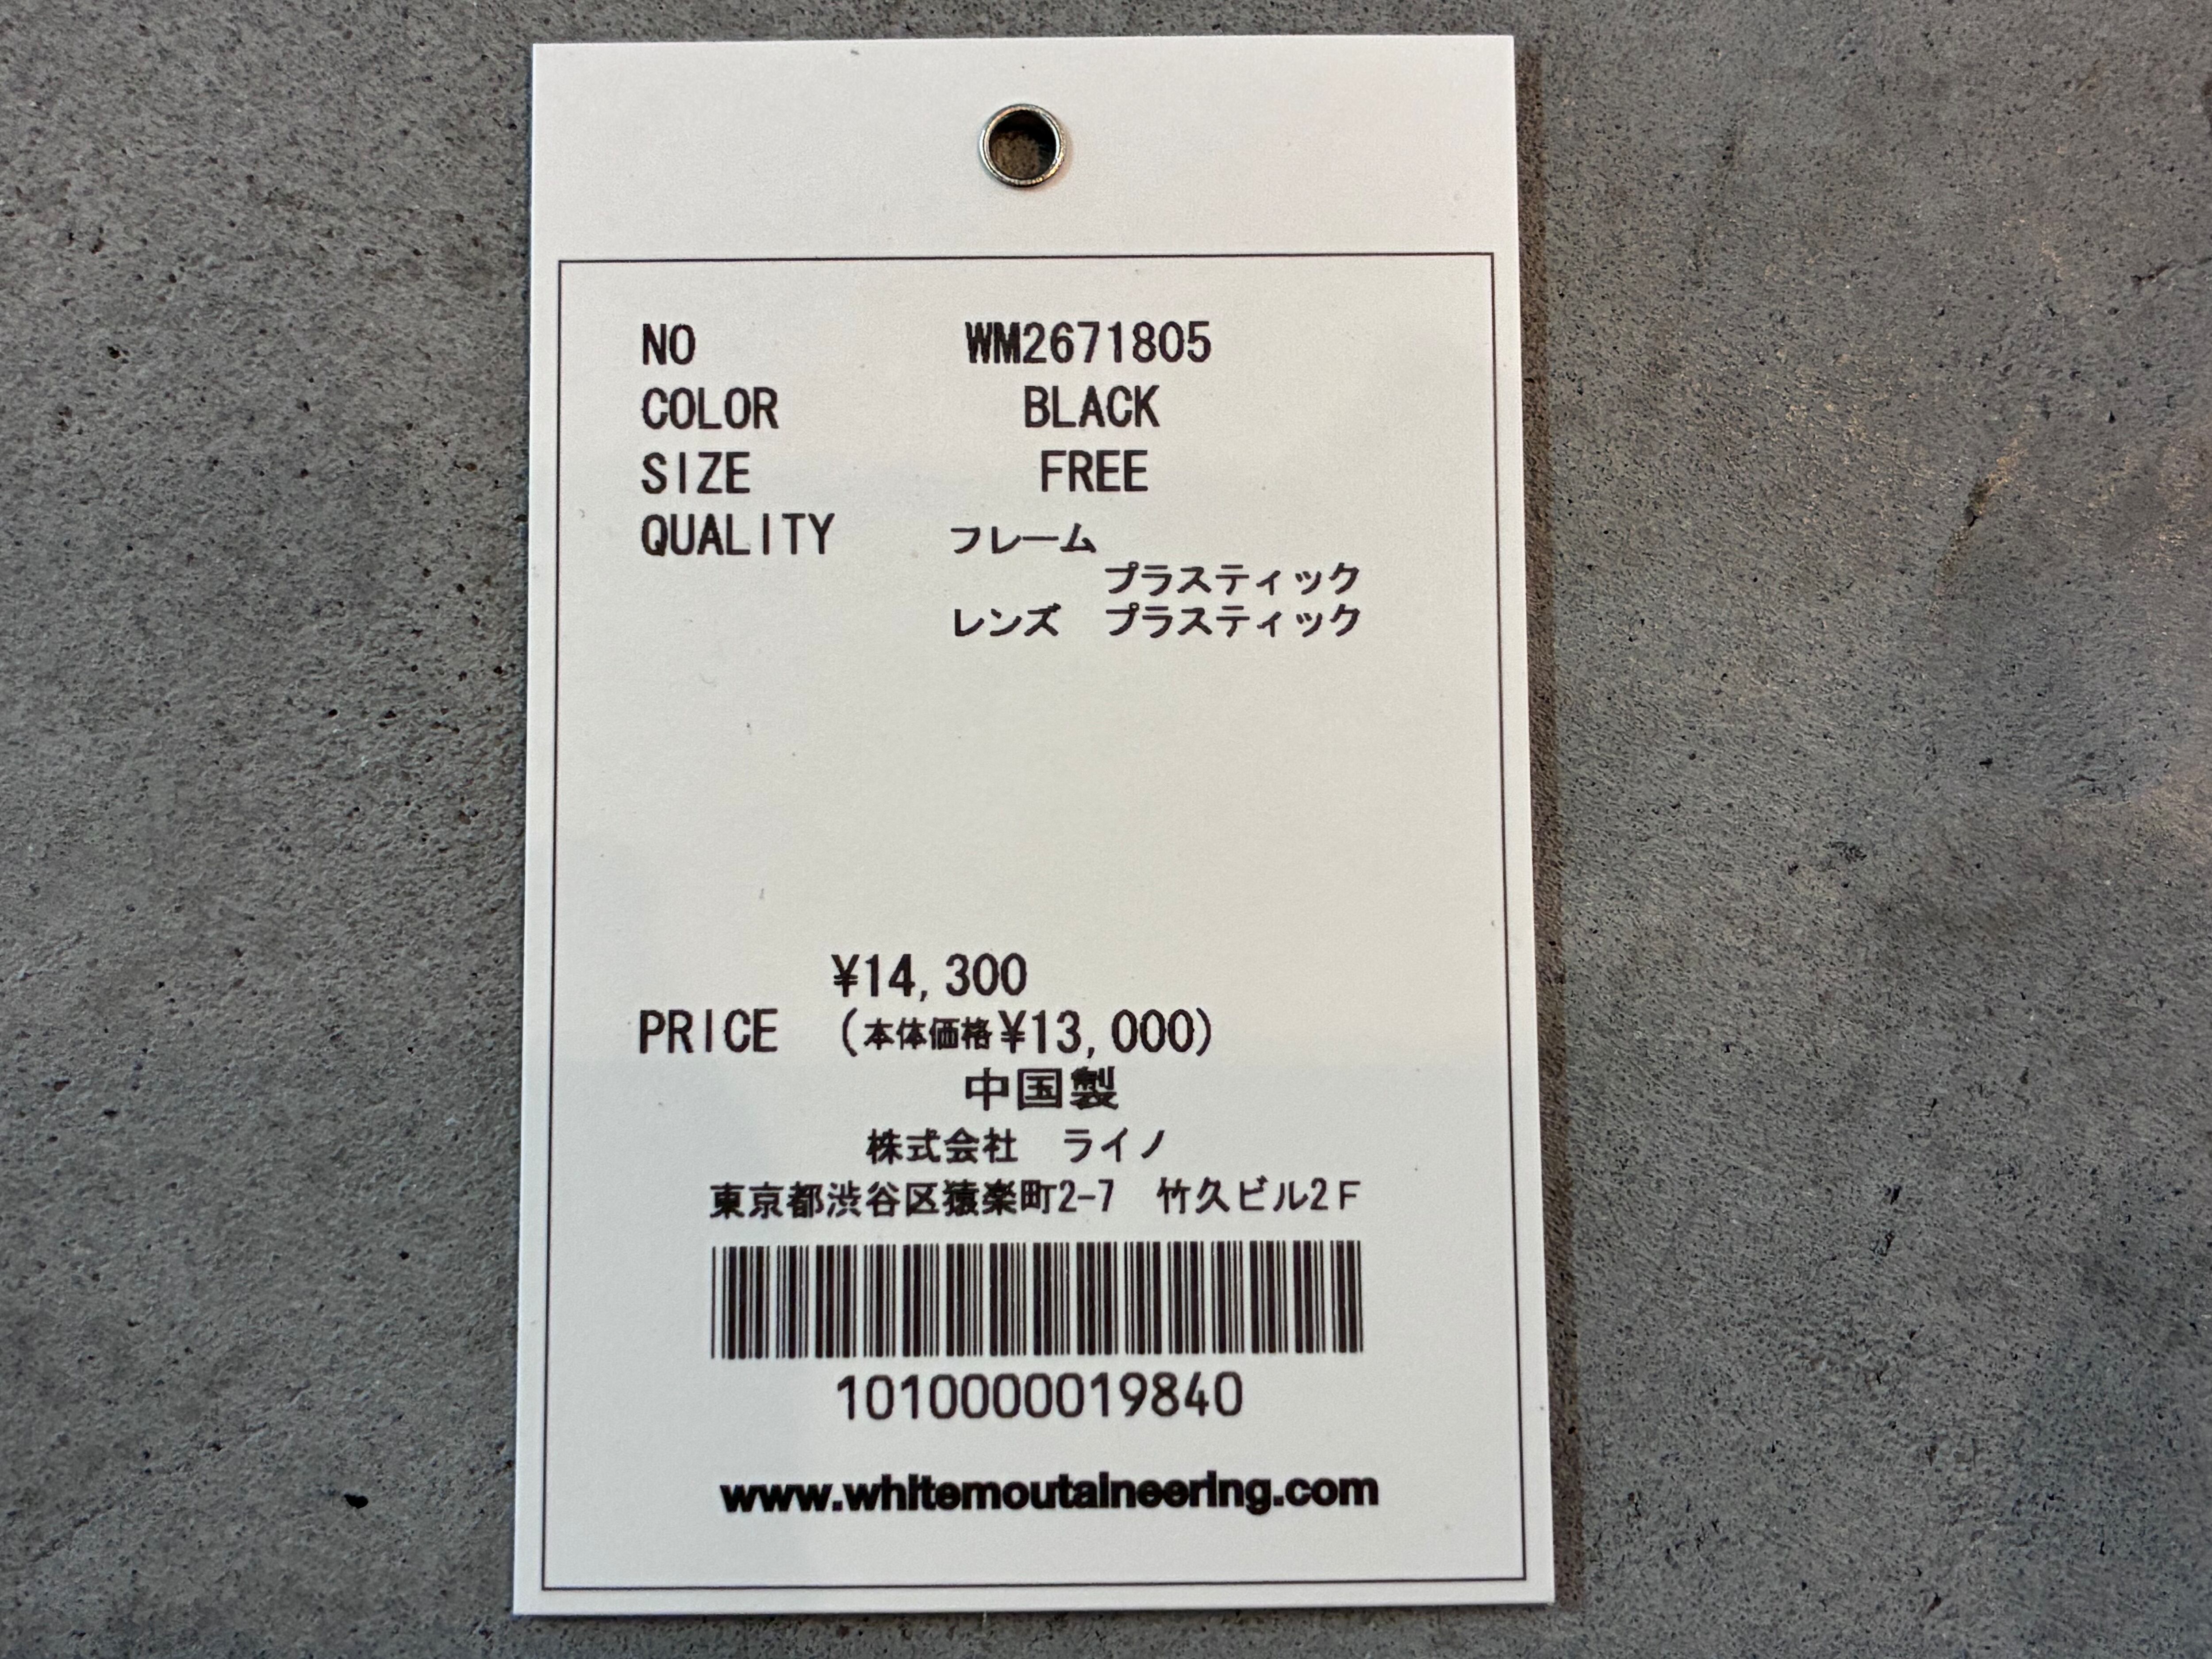 NO WM2671805
COLOR BLACK
SIZE FREE
QUALITY フレーム
プラスティック
レンズ プラスティック
¥14,300
PRICE (本体価格¥13,000)
中国製
株式会社 ライノ
東京都渋谷区猿楽町2-7 竹久ビル2F
1010000019840
www.whitemoutaineering.com